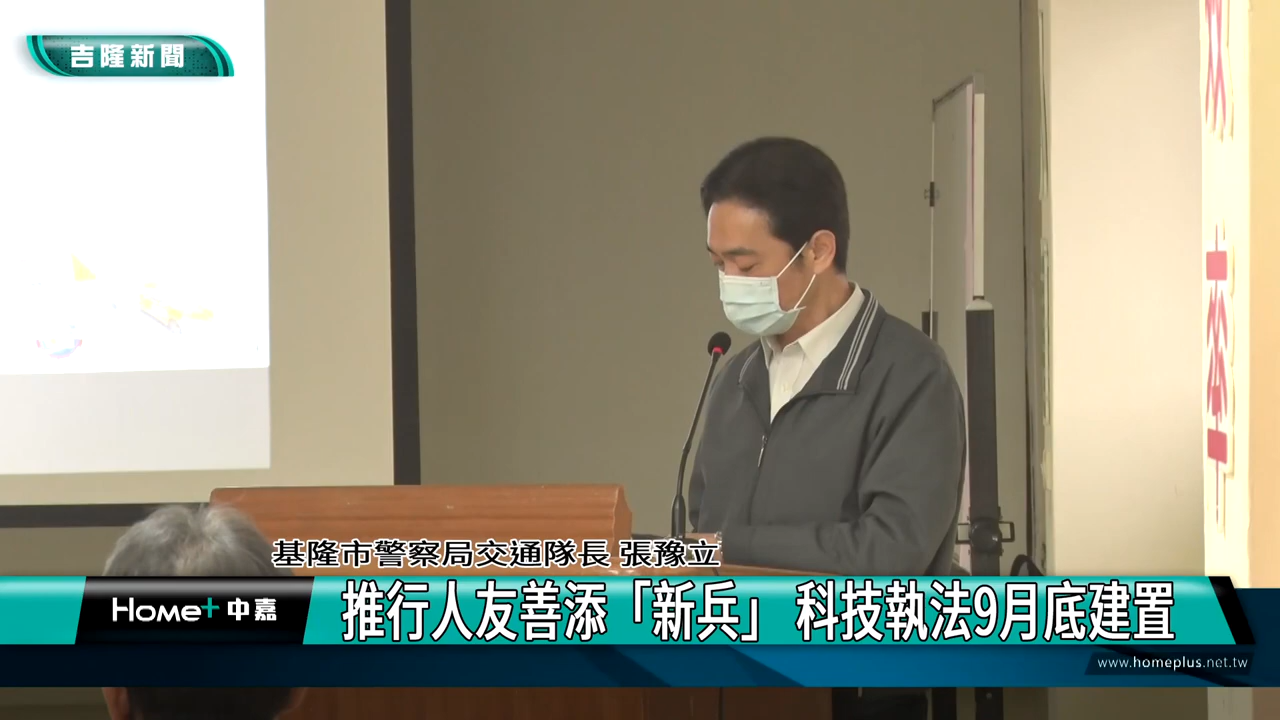 吉隆新聞
基隆市警察局交通隊長 張豫立
Home+中嘉
推行人友善添「新兵」 科技執法9月底建置
www.homeplus.net.tw